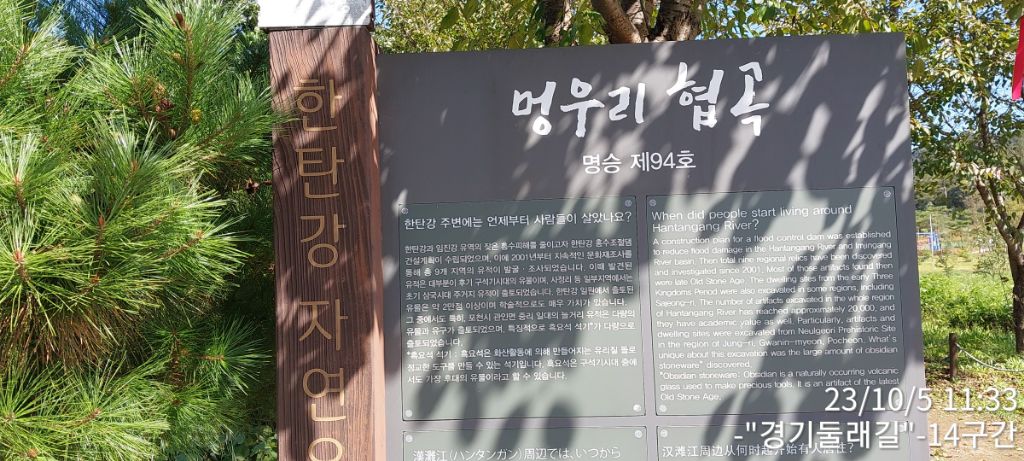 한탄강 자연
멍우리 협곡
명승 제94호
한탄강 주변에는 언제부터 사람들이 살았나요?
한탄강과 임진강 유역의 잦은 홍수피해를 줄이고자 한탄강 홍수조절댐
건설계획이 수립되었으며, 이에 2001년부터 지속적인 문화재조사를
통해 총 9개 지역의 유적이 발굴·조사되었습니다. 이때 발견된
유적은 대부분이 후기 구석기시대의 유물이며, 사정리 등 일부지역에서는
초기 삼국시대 주거지 유적이 출토되었습니다. 한탄강 일원에서 출토된
유물은 약 2만점 이상이며 학술적으로도 매우 가치가 있습니다.
그 중에서도 특히, 포천시 관인면 중리 일대의 늘거리 유적은 다량의
유물과 유구가 출토되었으며, 특징적으로 흑요석 석기*가 다량으로
출토되었습니다.
*흑요석 석기 : 흑요석은 화산활동에 의해 만들어지는 유리질 돌로
정교한 도구를 만들 수 있는 석기입니다. 흑요석은 구석기시대 중에
서도 가장 후대의 유물이라고 할 수 있습니다.
When did people start living around
Hantangang River?
A construction plan for a flood control dam was established
to reduce flood damage in the Hantangang River and Imjingang
River basin. Then total nine regional relics have been discovered
and investigated since 2001. Most of those artifacts found then
were late Old Stone Age. The dwelling sites from the early Three
Kingdoms Period were also excavated in some regions, including
Sajeong-ri. The number of artifacts excavated in the whole region
of Hantangang River has reached approximately 20,000, and
they have academic value as well. Particularly, artifacts and
dwelling sites were excavated from Neulgeori Prehistoric Site
in the region of Jung-ri, Gwanin-myeon, Pocheon. What's
unique about this excavation was the large amount of obsidian
stoneware* discovered.
*Obsidian stoneware: Obsidian is a naturally occurring volcanic
glass used to make precious tools. It is an artifact of the latest
Old Stone Age.
漢灘江(ハンタンガン)周辺では、いつから
汉滩江周边从何时起开始有人居住?
23/10/5 11:33
-"경기둘레길"-14구간